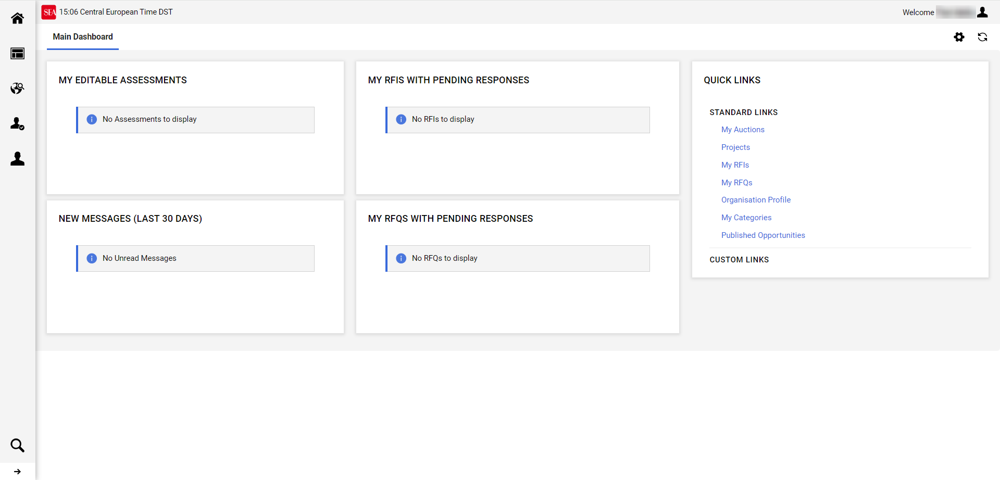 SEA 15:06 Central European Time DST
Welcome
Main Dashboard
MY EDITABLE ASSESSMENTS
No Assessments to display
MY RFIS WITH PENDING RESPONSES
No RFIs to display
NEW MESSAGES (LAST 30 DAYS)
No Unread Messages
MY RFQS WITH PENDING RESPONSES
No RFQs to display
QUICK LINKS
STANDARD LINKS
My Auctions
Projects
My RFIs
My RFQs
Organisation Profile
My Categories
Published Opportunities
CUSTOM LINKS